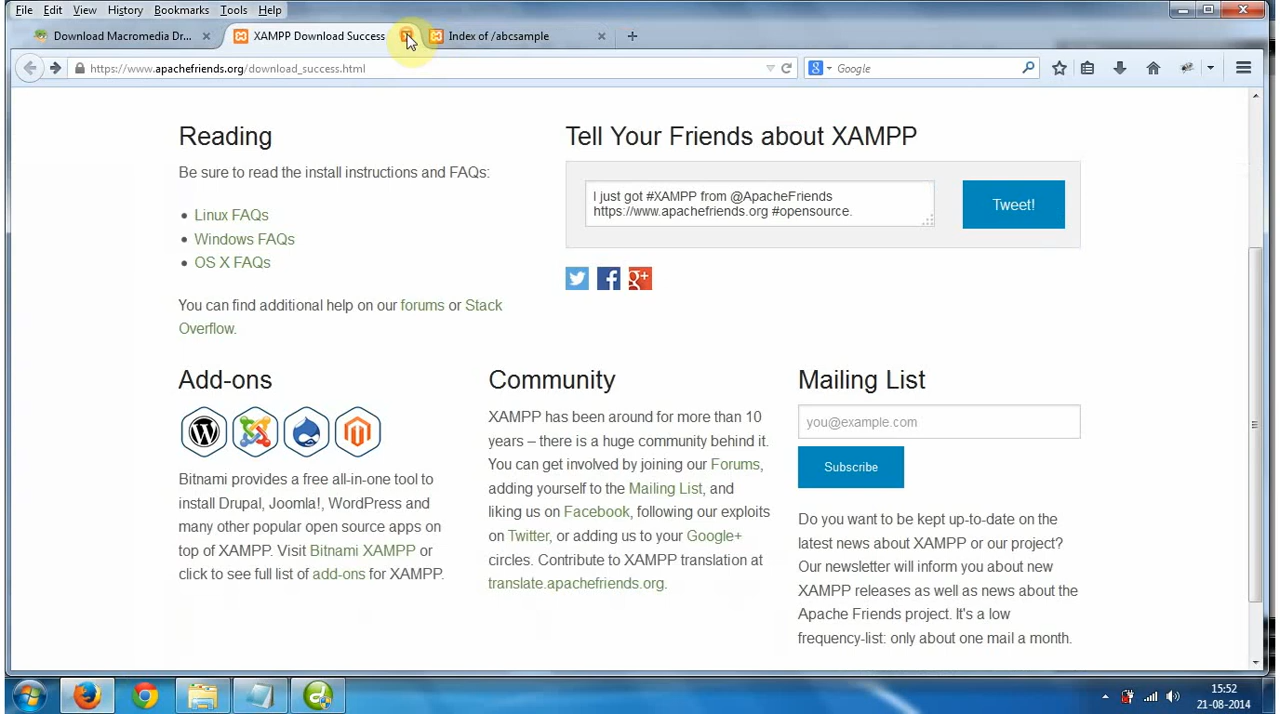 File Edit View History Bookmarks Tools Help
Download Macromedia Dr... XAMPP Download Success Index of /abcsample
https://www.apachefriends.org/download_success.html Google
Reading
Be sure to read the install instructions and FAQs:
Linux FAQs
Windows FAQs
OS X FAQs
You can find additional help on our forums or Stack
Overflow.
Tell Your Friends about XAMPP
I just got #XAMPP from @ApacheFriends
https://www.apachefriends.org #opensource.
Tweet!
Add-ons
Bitnami provides a free all-in-one tool to
install Drupal, Joomla!, WordPress and
many other popular open source apps on
top of XAMPP. Visit Bitnami XAMPP or
click to see full list of add-ons for XAMPP.
Community
XAMPP has been around for more than 10
years – there is a huge community behind it.
You can get involved by joining our Forums,
adding yourself to the Mailing List, and
liking us on Facebook, following our exploits
on Twitter, or adding us to your Google+
circles. Contribute to XAMPP translation at
translate.apachefriends.org.
Mailing List
you@example.com
Subscribe
Do you want to be kept up-to-date on the
latest news about XAMPP or our project?
Our newsletter will inform you about new
XAMPP releases as well as news about the
Apache Friends project. It's a low
frequency-list: only about one mail a month.
15:52
21-08-2014